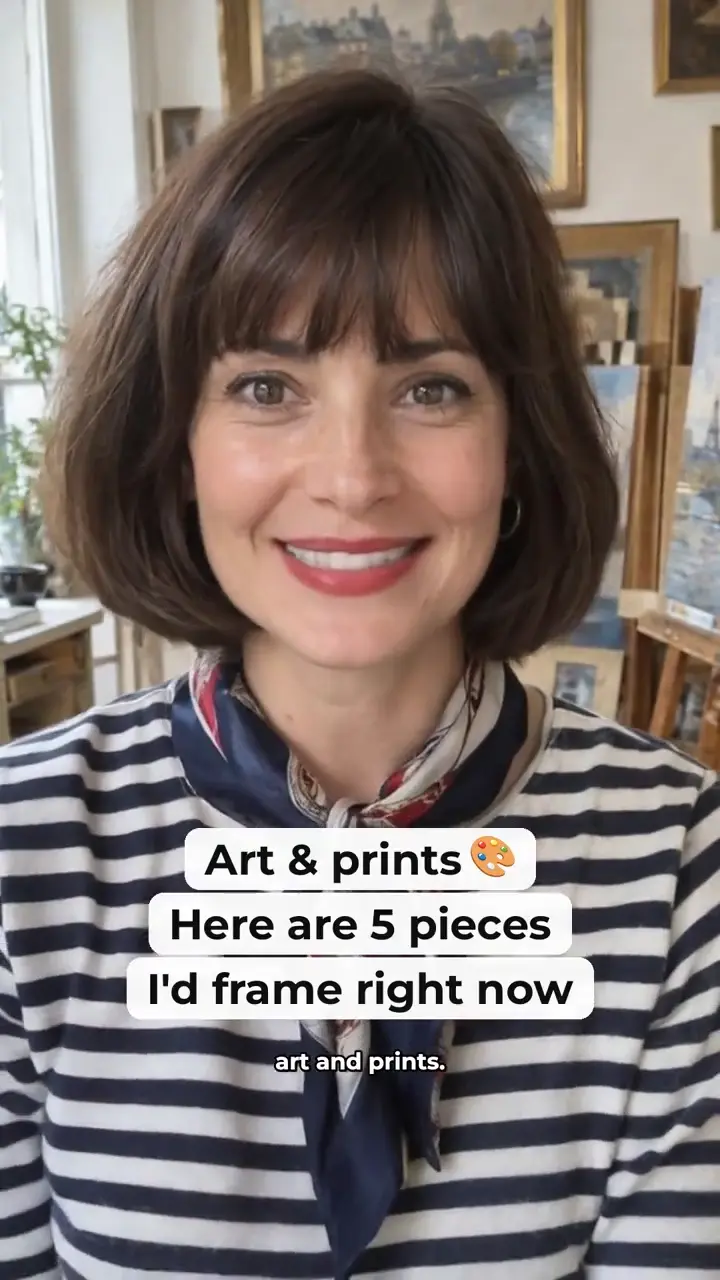 Art & prints 🎨
Here are 5 pieces
I'd frame right now
art and prints.